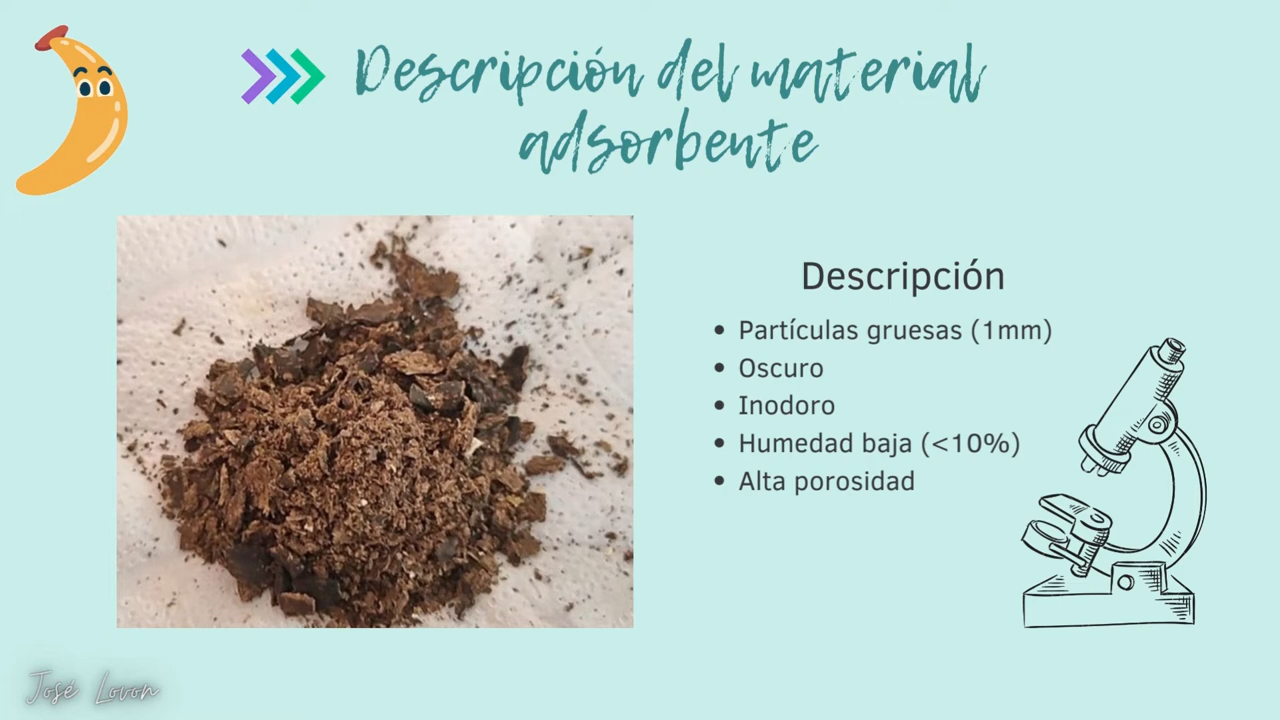 Descripción del material
adsorbente
Descripción
• Partículas gruesas (1mm)
• Oscuro
• Inodoro
• Humedad baja (<10%)
• Alta porosidad
José Lovon